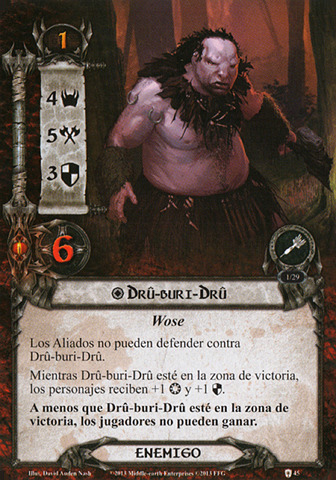 1
4
5
3
6
1/29
Drû-buri-Drû
Wose
Los Aliados no pueden defender contra
Drû-buri-Drû.
Mientras Drû-buri-Drû esté en la zona de victoria,
los personajes reciben +1 y +1 .
A menos que Drû-buri-Drû esté en la zona de
victoria, los jugadores no pueden ganar.
ENEMIGO
Illus. David Auden Nash ©2013 Middle-earth Enterprises ©2013 FFG 45